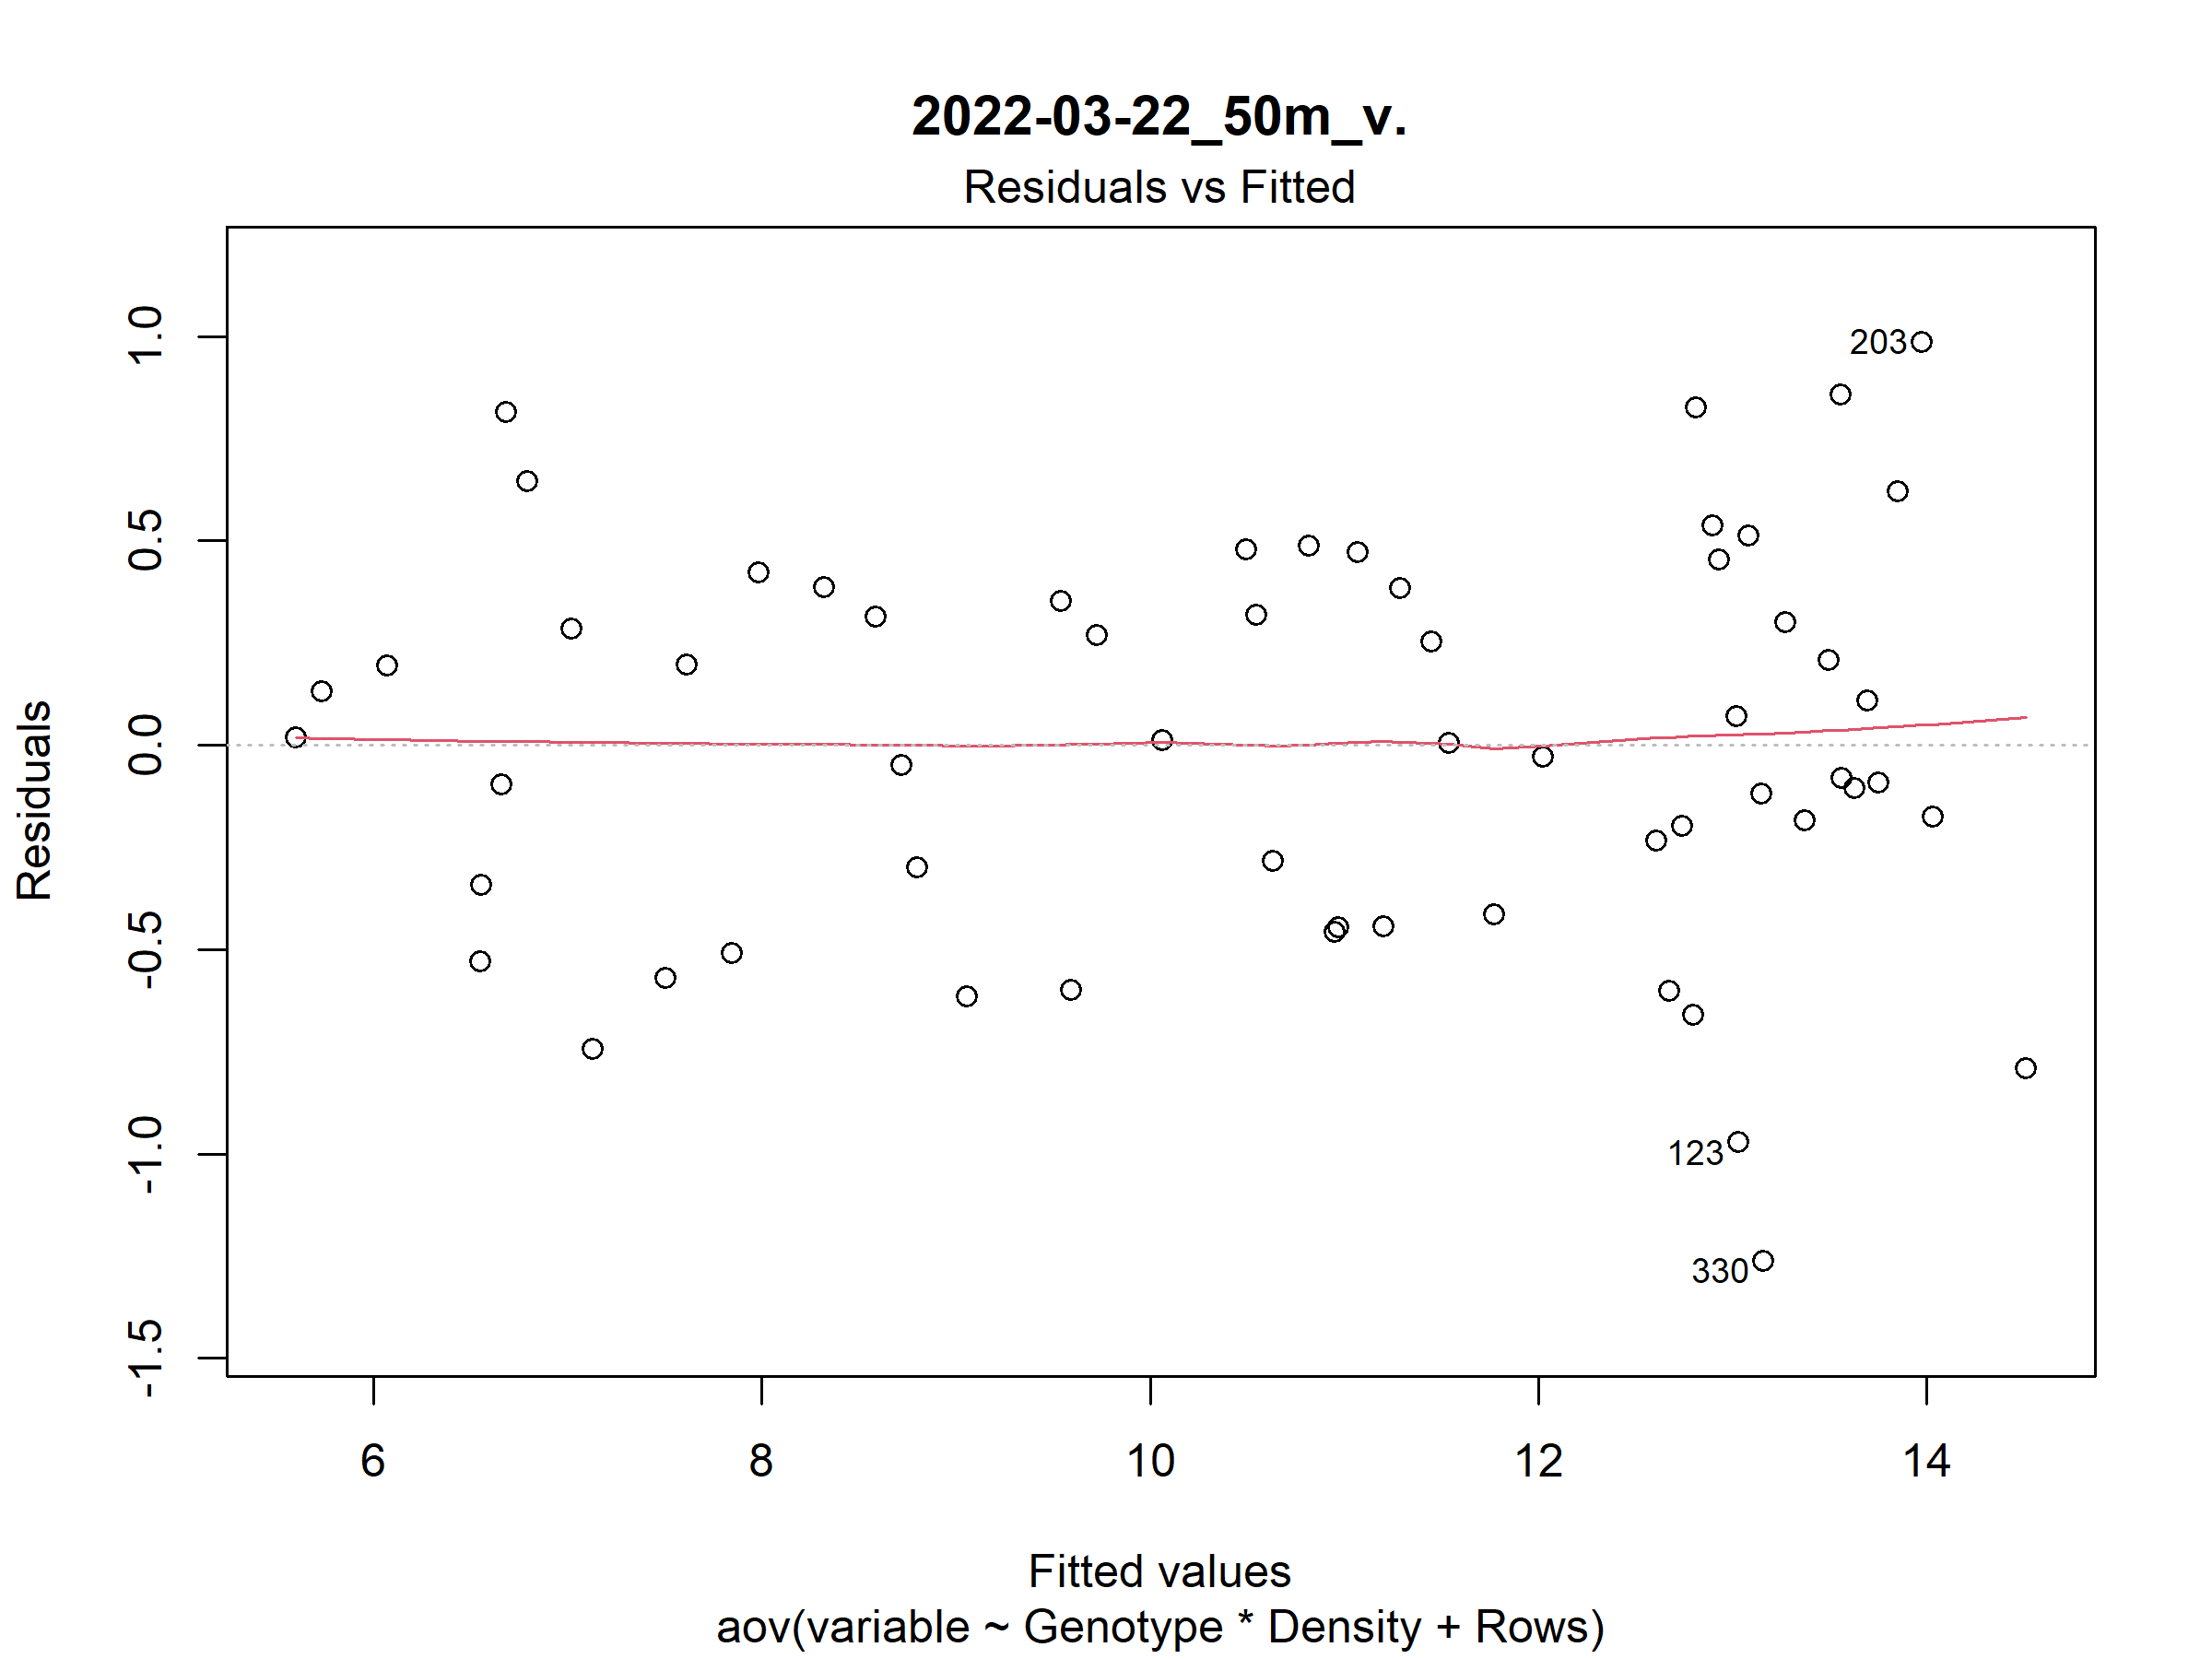 2022-03-22_50m_v.
Residuals vs Fitted
Residuals
1.0
0.5
0.0
-0.5
-1.0
-1.5
203
123
330
6 8 10 12 14
Fitted values
aov(variable ~ Genotype * Density + Rows)